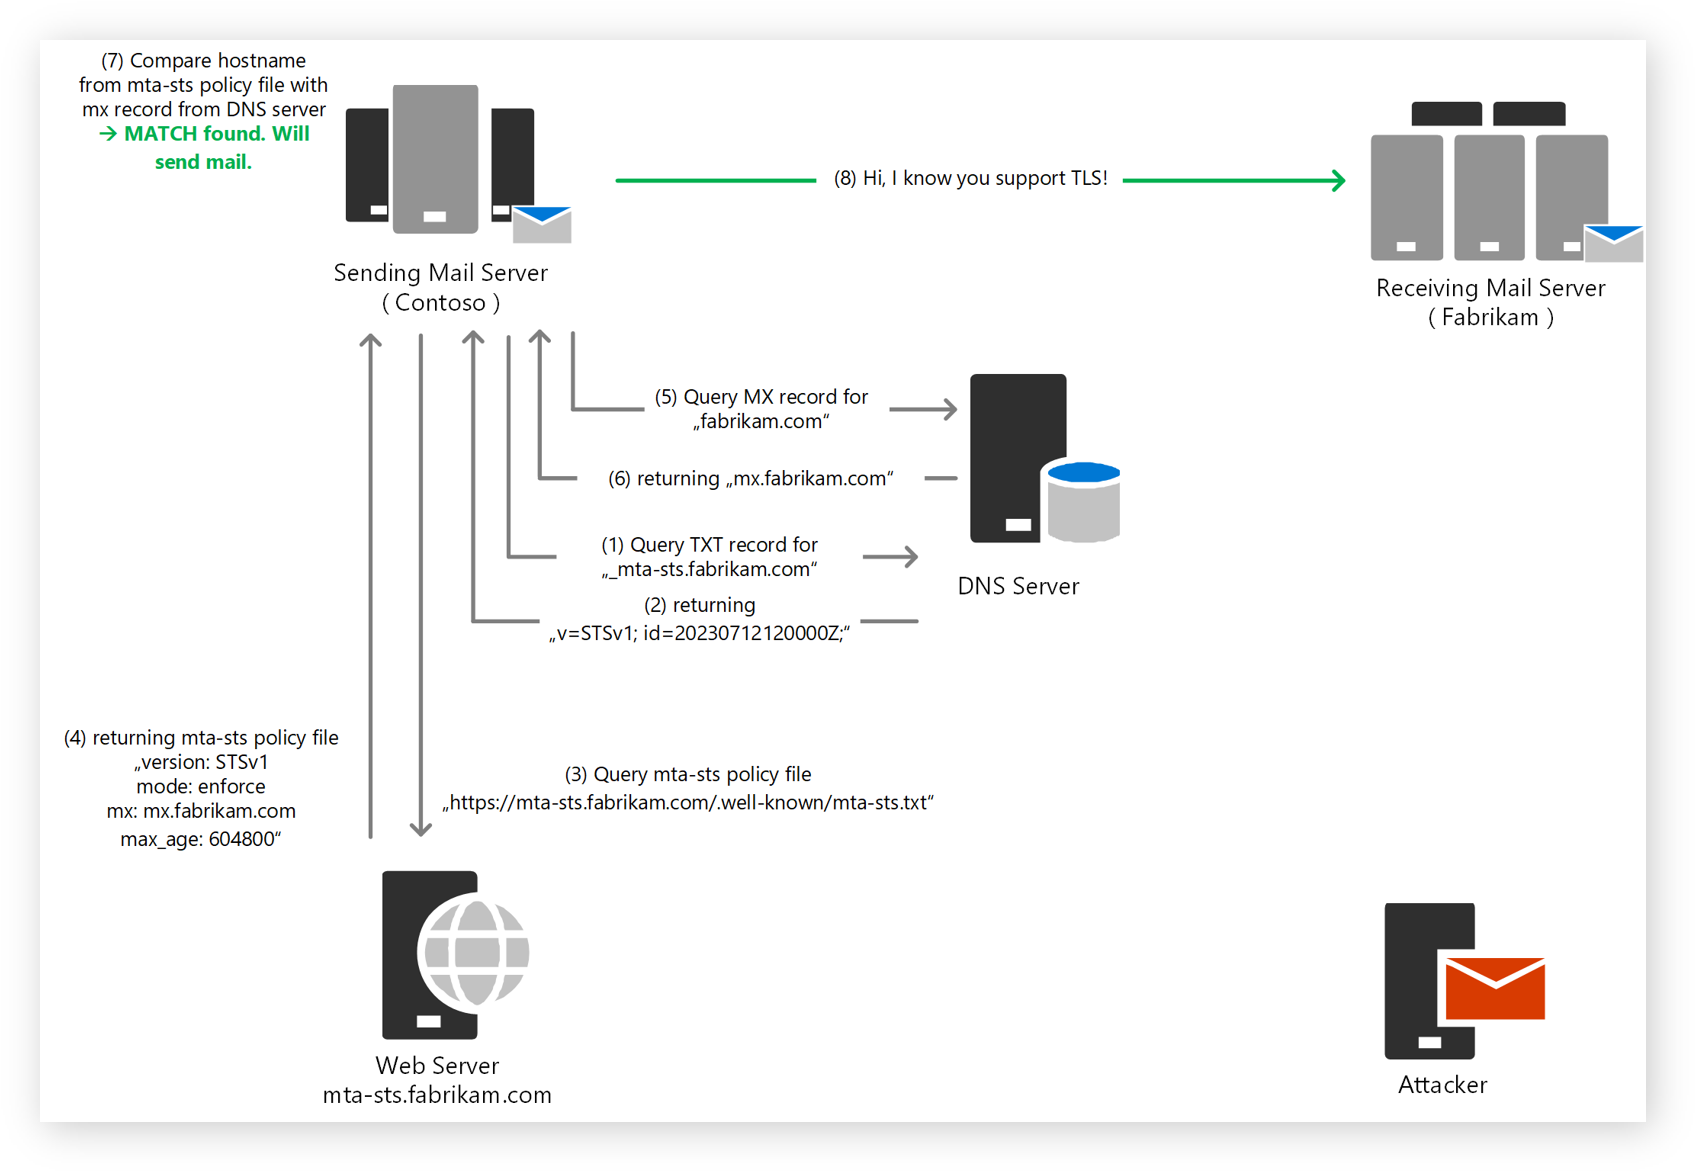 (7) Compare hostname
from mta-sts policy file with
mx record from DNS server
→ MATCH found. Will
send mail.
(8) Hi, I know you support TLS!
Sending Mail Server
( Contoso )
Receiving Mail Server
( Fabrikam )
(5) Query MX record for
„fabrikam.com“
(6) returning „mx.fabrikam.com“
(1) Query TXT record for
„_mta-sts.fabrikam.com“
DNS Server
(2) returning
„v=STSv1; id=20230712120000Z;“
(4) returning mta-sts policy file
„version: STSv1
mode: enforce
mx: mx.fabrikam.com
max_age: 604800“
(3) Query mta-sts policy file
„https://mta-sts.fabrikam.com/.well-known/mta-sts.txt“
Web Server
mta-sts.fabrikam.com
Attacker